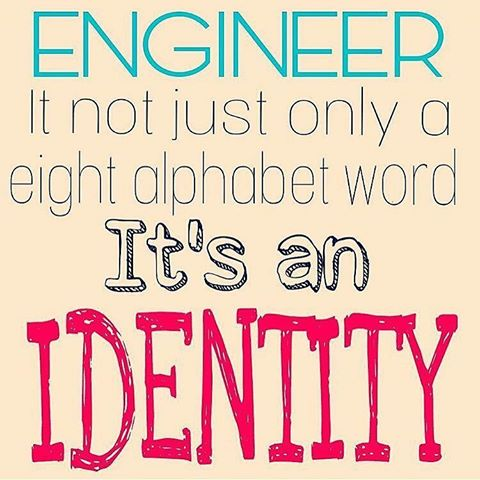 ENGINEER
It not just only a
eight alphabet word
It's an
IDENTITY